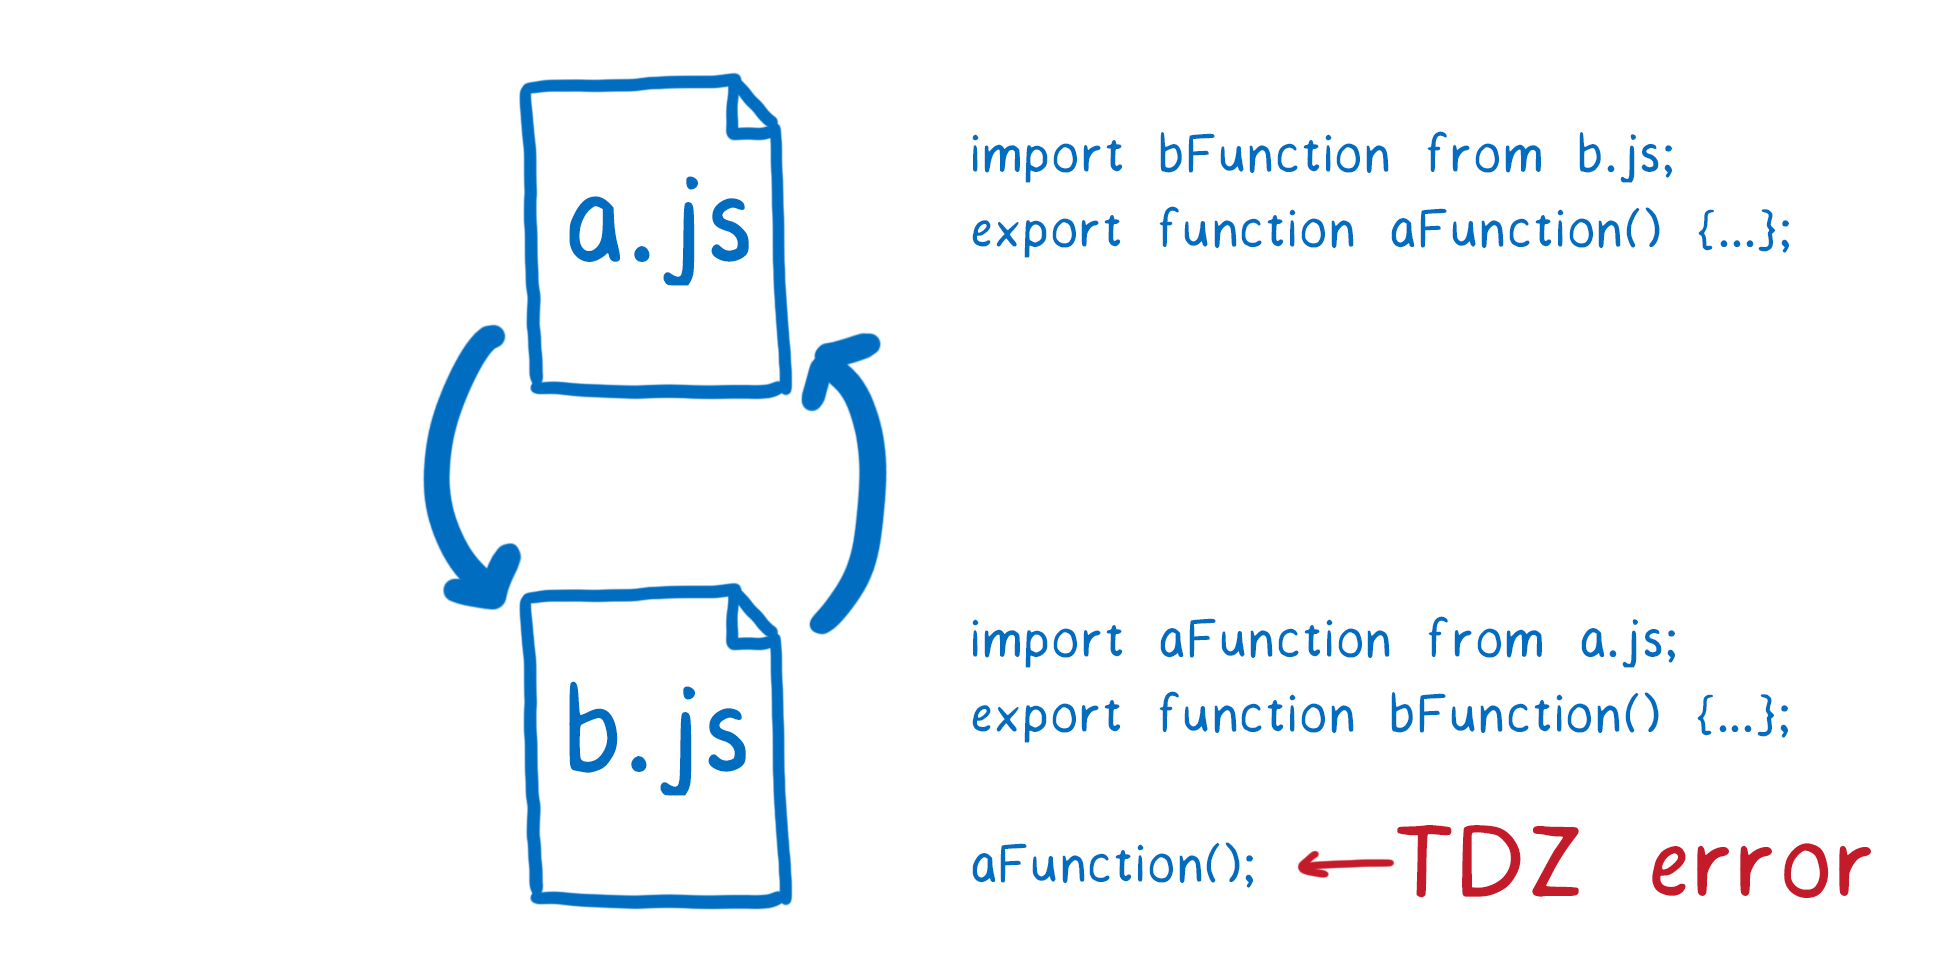 a.js
import bFunction from b.js;
export function aFunction() {...};
b.js
import aFunction from a.js;
export function bFunction() {...};
aFunction();
TDZ error